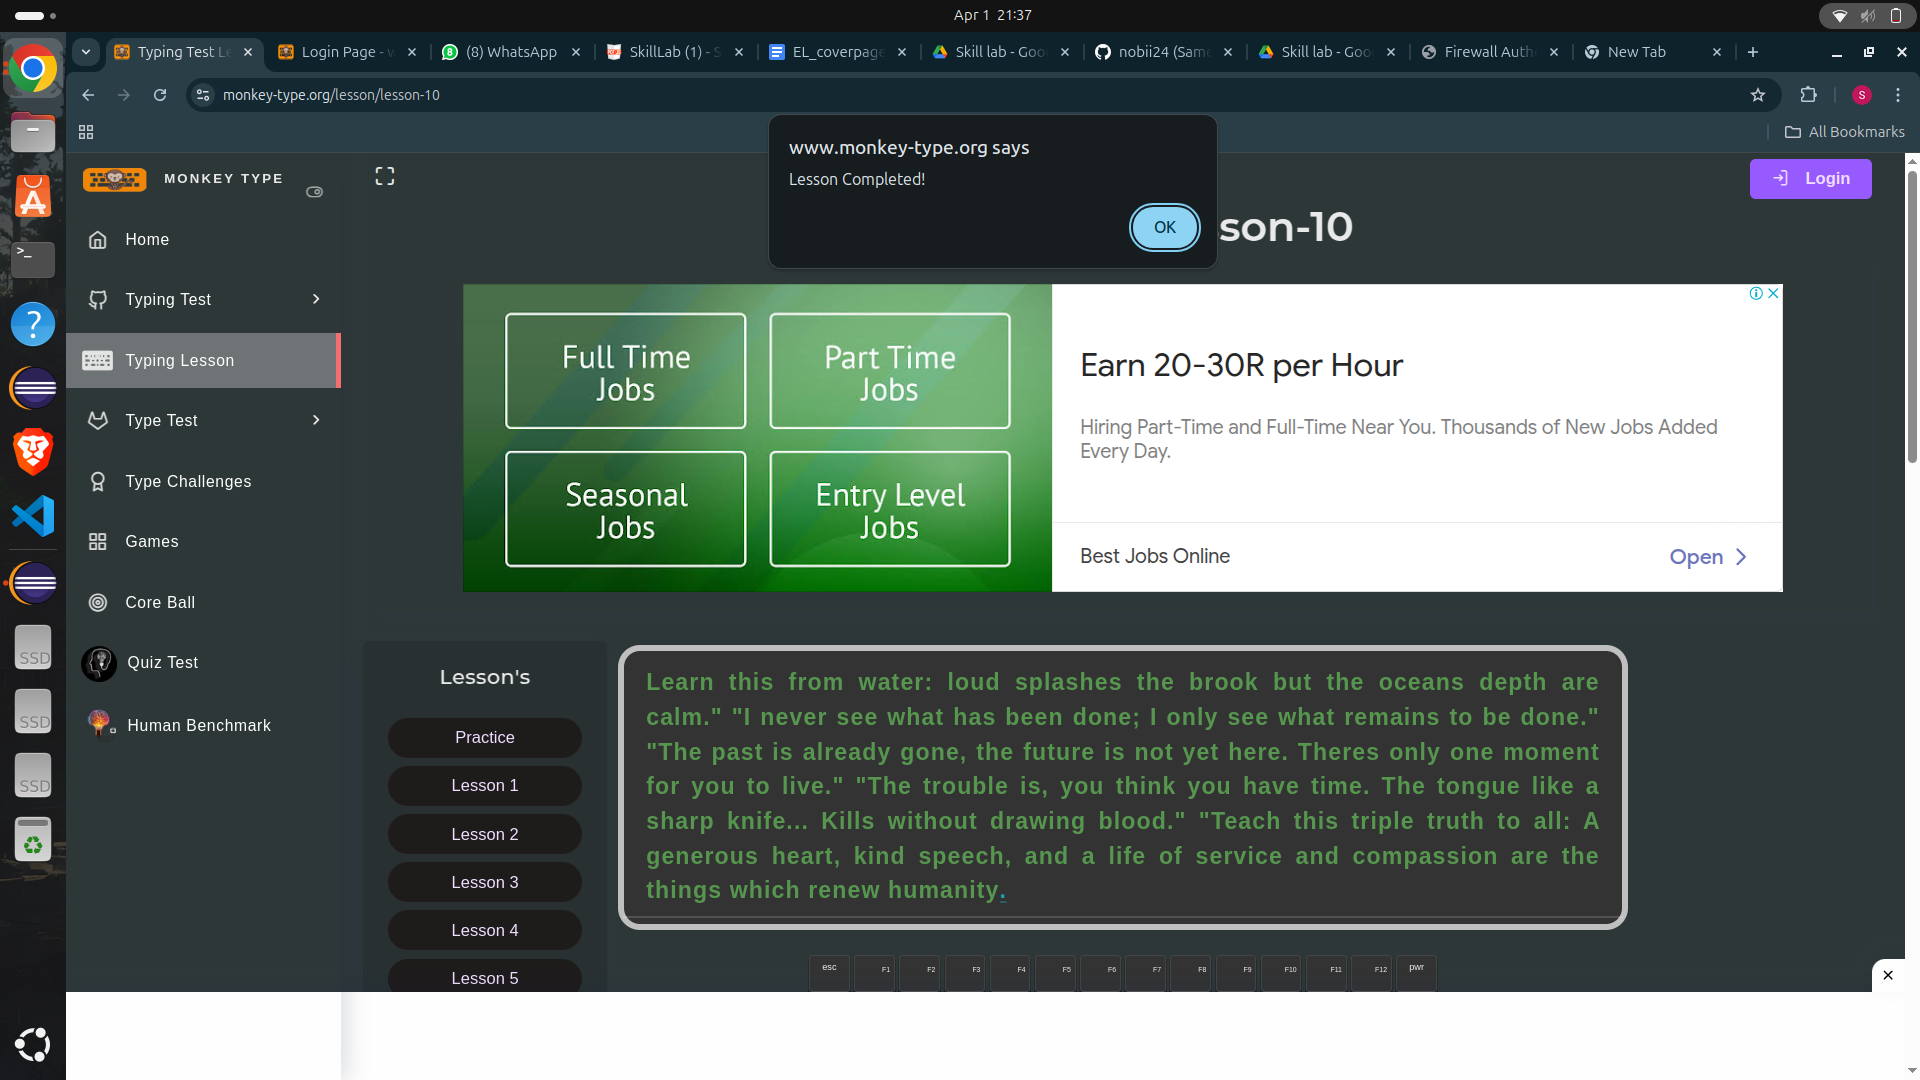 Apr 1 21:37
Typing Test Le
Login Page - w
(8) WhatsApp
SkillLab (1) - S
EL_coverpage
Skill lab - Goo
nobii24 (Same
Skill lab - Goo
Firewall Auth
New Tab
monkey-type.org/lesson/lesson-10
S
All Bookmarks
www.monkey-type.org says
Lesson Completed!
OK
MONKEY TYPE
Login
son-10
Home
Typing Test
Typing Lesson
Type Test
Type Challenges
Games
Core Ball
Quiz Test
Human Benchmark
Full Time
Jobs
Part Time
Jobs
Seasonal
Jobs
Entry Level
Jobs
Earn 20-30R per Hour
Hiring Part-Time and Full-Time Near You. Thousands of New Jobs Added
Every Day.
Best Jobs Online
Open
Lesson's
Practice
Lesson 1
Lesson 2
Lesson 3
Lesson 4
Lesson 5
Learn this from water: loud splashes the brook but the oceans depth are
calm." "I never see what has been done; I only see what remains to be done."
"The past is already gone, the future is not yet here. Theres only one moment
for you to live." "The trouble is, you think you have time. The tongue like a
sharp knife... Kills without drawing blood." "Teach this triple truth to all: A
generous heart, kind speech, and a life of service and compassion are the
things which renew humanity.
esc F1 F2 F3 F4 F5 F6 F7 F8 F9 F10 F11 F12 pwr
SSD
SSD
SSD